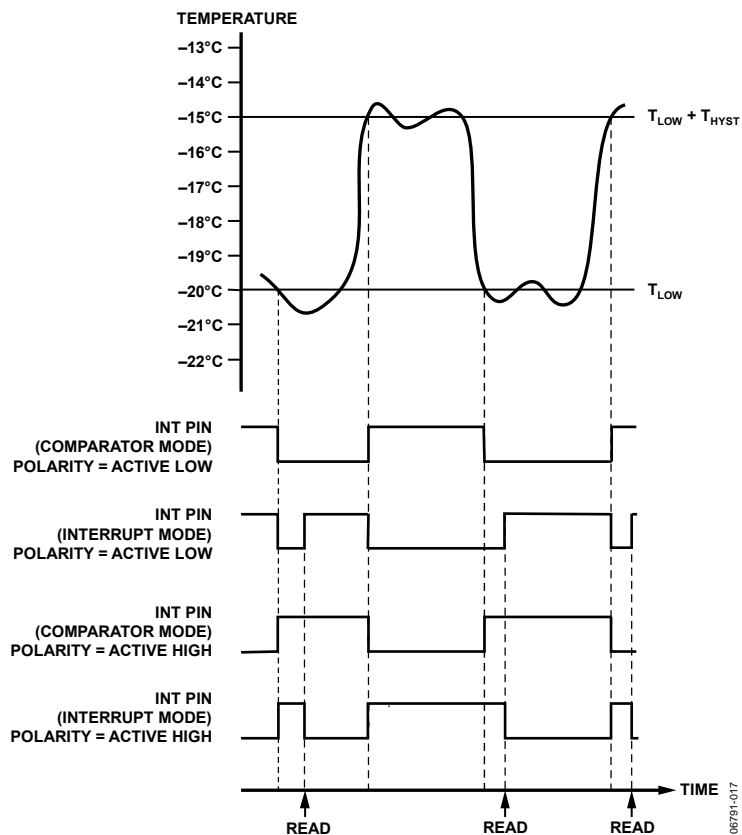 TEMPERATURE
–13°C
–14°C
–15°C
T_LOW + T_HYST
–16°C
–17°C
–18°C
–19°C
–20°C
T_LOW
–21°C
–22°C
INT PIN
(COMPARATOR MODE)
POLARITY = ACTIVE LOW
INT PIN
(INTERRUPT MODE)
POLARITY = ACTIVE LOW
INT PIN
(COMPARATOR MODE)
POLARITY = ACTIVE HIGH
INT PIN
(INTERRUPT MODE)
POLARITY = ACTIVE HIGH
TIME
READ
READ
READ
06791-017